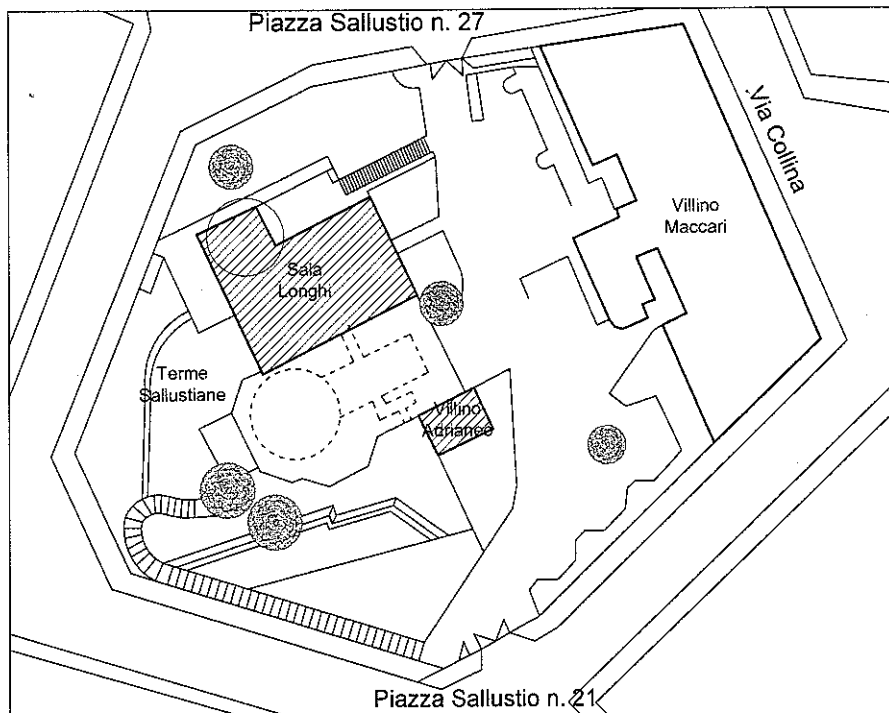 Piazza Sallustio n. 27
Via Collina
Villino
Maccari
Sala
Longhi
Terme
Sallustiane
Villino
Adrianeo
Piazza Sallustio n. 21